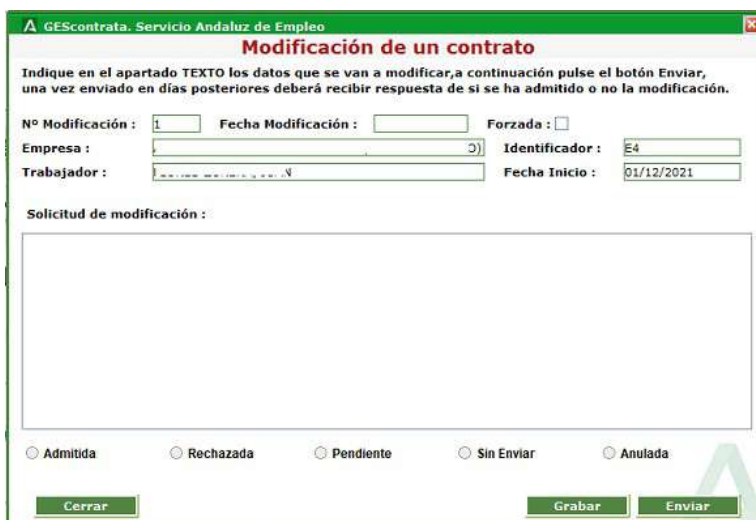 GEScontrata. Servicio Andaluz de Empleo
Modificación de un contrato
Indique en el apartado TEXTO los datos que se van a modificar,a continuación pulse el botón Enviar,
una vez enviado en días posteriores deberá recibir respuesta de si se ha admitido o no la modificación.
Nº Modificación : 1 Fecha Modificación : Forzada :
Empresa : Identificador : E4
Trabajador : Fecha Inicio : 01/12/2021
Solicitud de modificación :
Admitida Rechazada Pendiente Sin Enviar Anulada
Cerrar Grabar Enviar